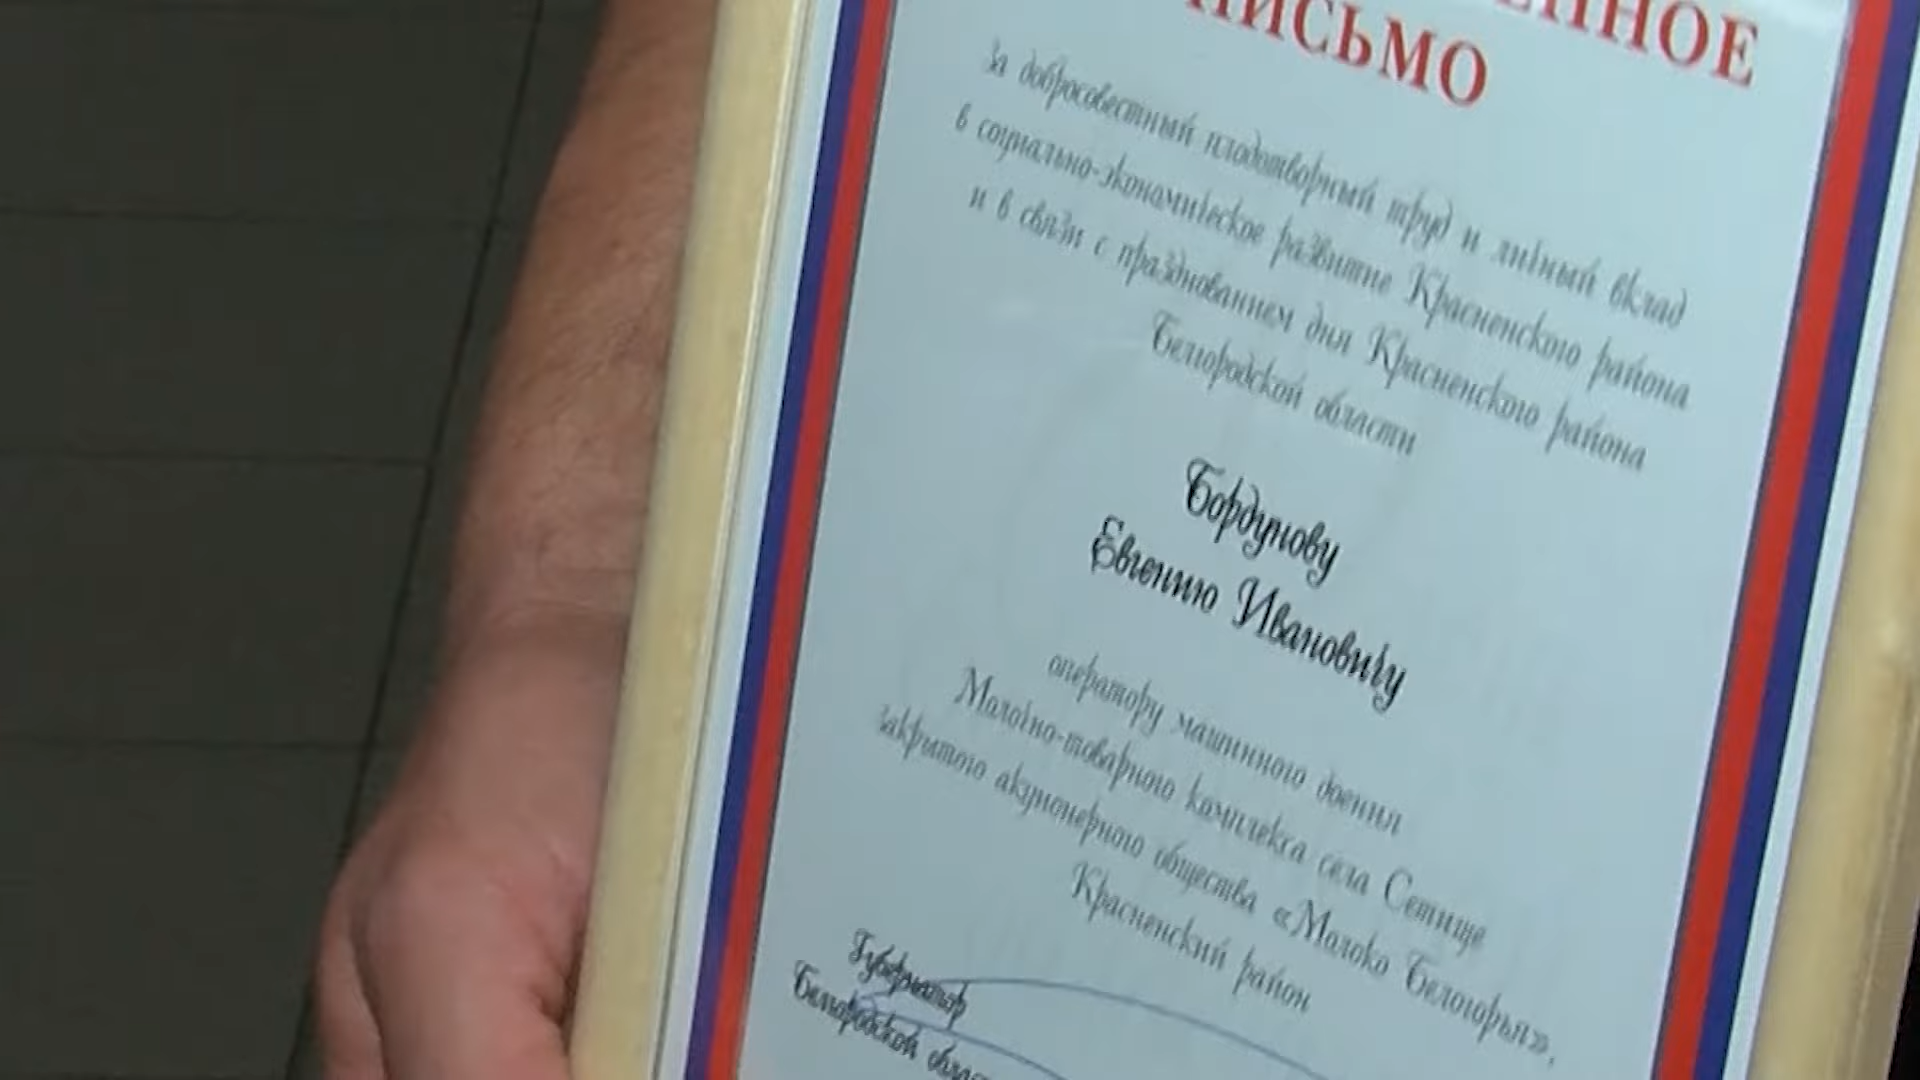 ЕННОЕ
ПИСЬМО
За добросовестный плодотворный труд и личный вклад
в социально-экономическое развитие Красненского района
и в связи с празднованием дня Красненского района
Белгородской области
Бордунову
Евгению Ивановичу
оператору машинного доения
Молочно-товарного комплекса села Сетище
закрытого акционерного общества «Молоко Белогорья»,
Красненский район
Губернатор
Белгородской облас